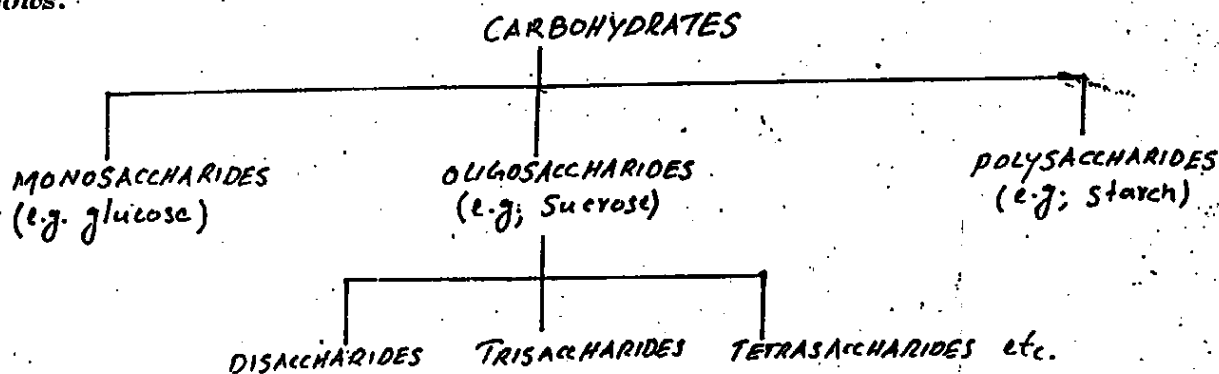 CARBOHYDRATES
MONOSACCHARIDES OLIGOSACCHARIDES POLYSACCHARIDES
(e.g. glucose) (e.g; Sucrose) (e.g; starch)
DISACCHARIDES TRISACCHARIDES TETRASACCHARIDES etc.